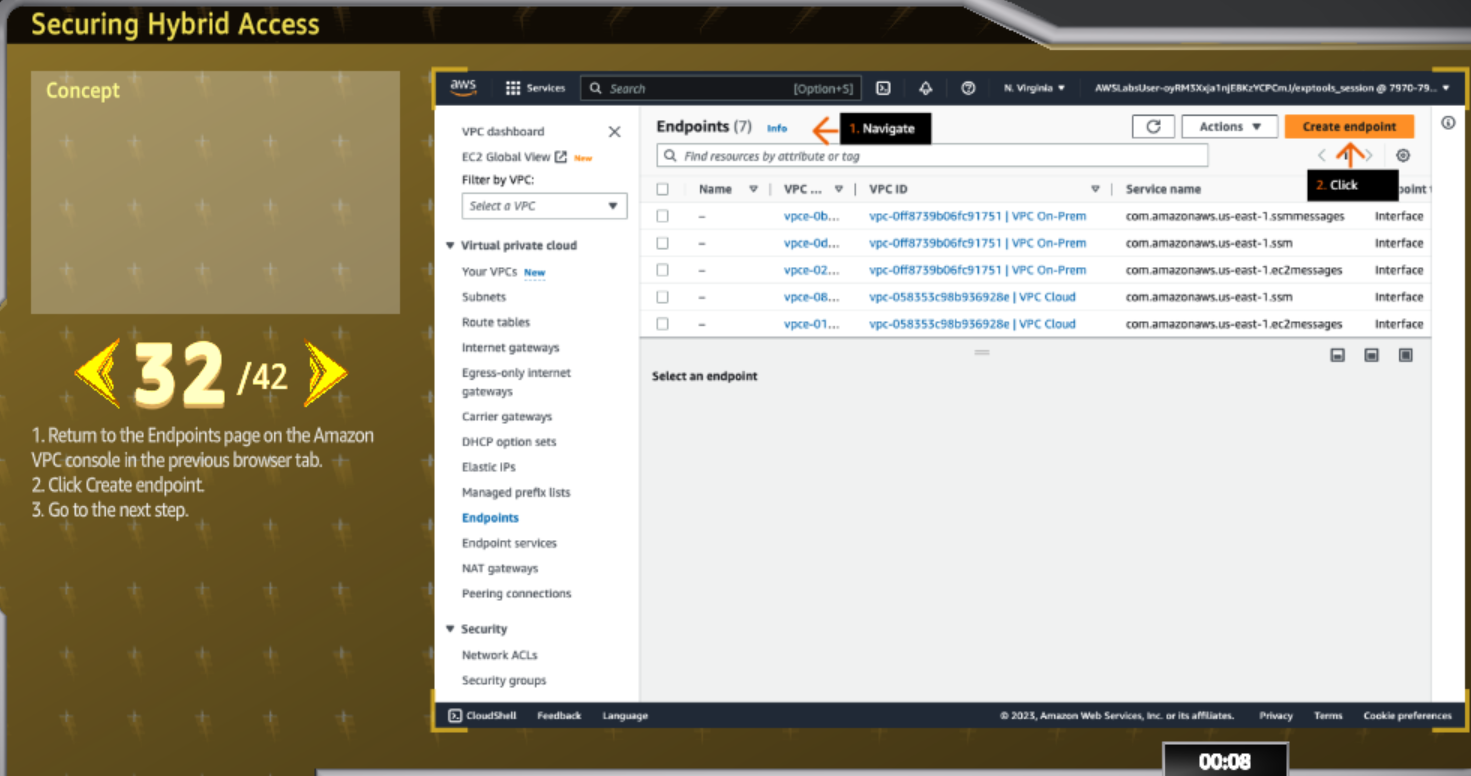 Securing Hybrid Access
Concept
32 /42
1. Return to the Endpoints page on the Amazon
VPC console in the previous browser tab.
2. Click Create endpoint.
3. Go to the next step.
aws Services Search [Option+S] N. Virginia
VPC dashboard
EC2 Global View New
Filter by VPC:
Select a VPC
Virtual private cloud
Your VPCs New
Subnets
Route tables
Internet gateways
Egress-only internet
gateways
Carrier gateways
DHCP option sets
Elastic IPs
Managed prefix lists
Endpoints
Endpoint services
NAT gateways
Peering connections
Security
Network ACLs
Security groups
Endpoints (7) Info 1. Navigate Actions Create endpoint
Find resources by attribute or tag
2. Click
Name VPC ... VPC ID Service name
– vpce-0b... vpc-0ff8739b06fc91751 | VPC On-Prem com.amazonaws.us-east-1.ssmmessages Interface
– vpce-0d... vpc-0ff8739b06fc91751 | VPC On-Prem com.amazonaws.us-east-1.ssm Interface
– vpce-02... vpc-0ff8739b06fc91751 | VPC On-Prem com.amazonaws.us-east-1.ec2messages Interface
– vpce-08... vpc-058353c98b936928e | VPC Cloud com.amazonaws.us-east-1.ssm Interface
– vpce-01... vpc-058353c98b936928e | VPC Cloud com.amazonaws.us-east-1.ec2messages Interface
Select an endpoint
CloudShell Feedback Language © 2023, Amazon Web Services, Inc. or its affiliates. Privacy Terms Cookie preferences
00:08